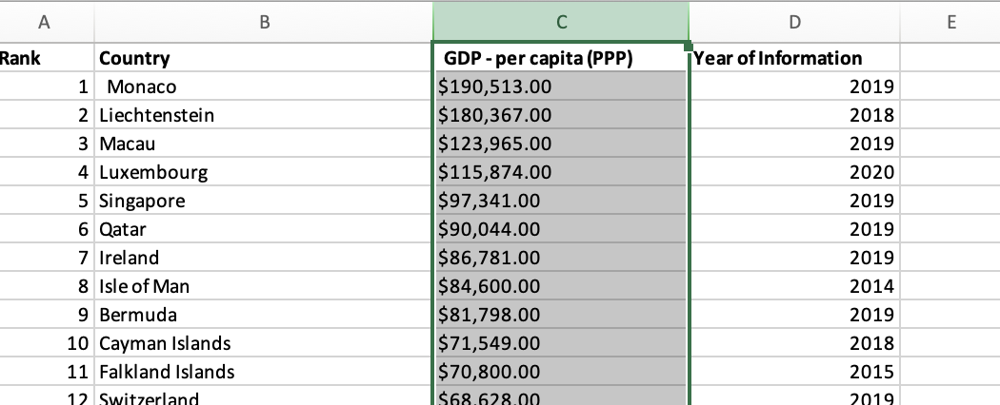 A B C D E
Rank Country GDP - per capita (PPP) Year of Information
1 Monaco $190,513.00 2019
2 Liechtenstein $180,367.00 2018
3 Macau $123,965.00 2019
4 Luxembourg $115,874.00 2020
5 Singapore $97,341.00 2019
6 Qatar $90,044.00 2019
7 Ireland $86,781.00 2019
8 Isle of Man $84,600.00 2014
9 Bermuda $81,798.00 2019
10 Cayman Islands $71,549.00 2018
11 Falkland Islands $70,800.00 2015
12 Switzerland $68,628.00 2019